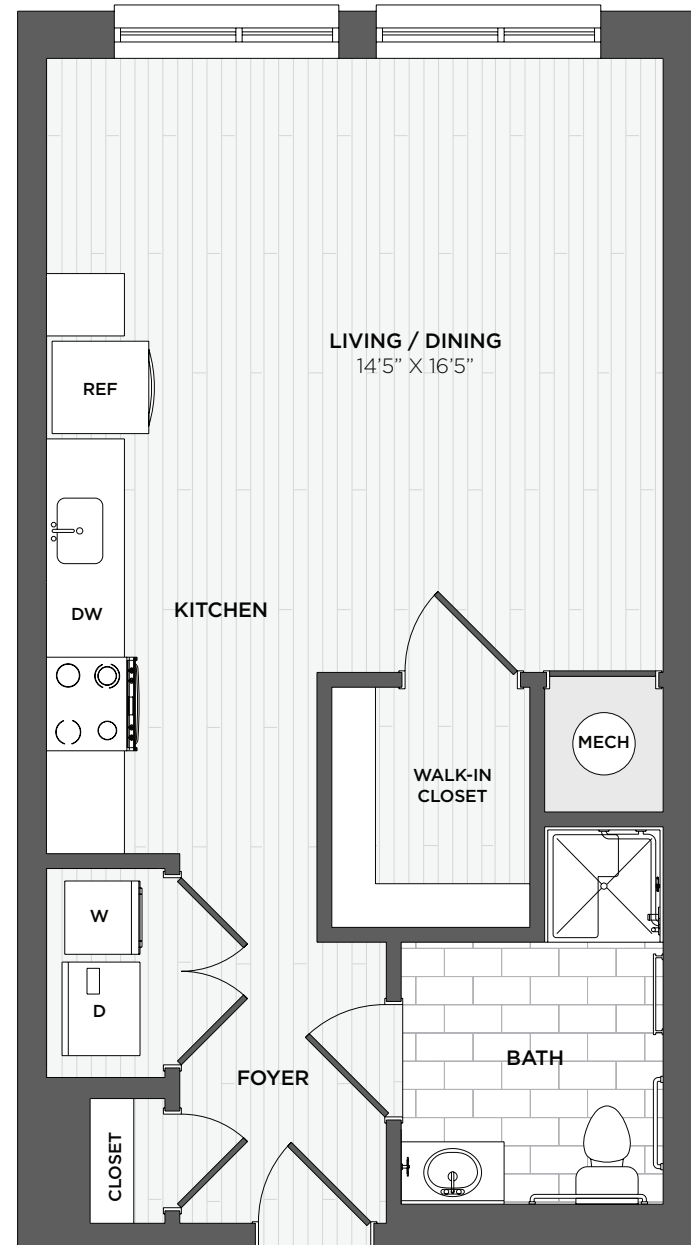 LIVING / DINING
14’5” X 16’5”
REF
KITCHEN
DW
MECH
WALK-IN
CLOSET
W
D
BATH
FOYER
CLOSET